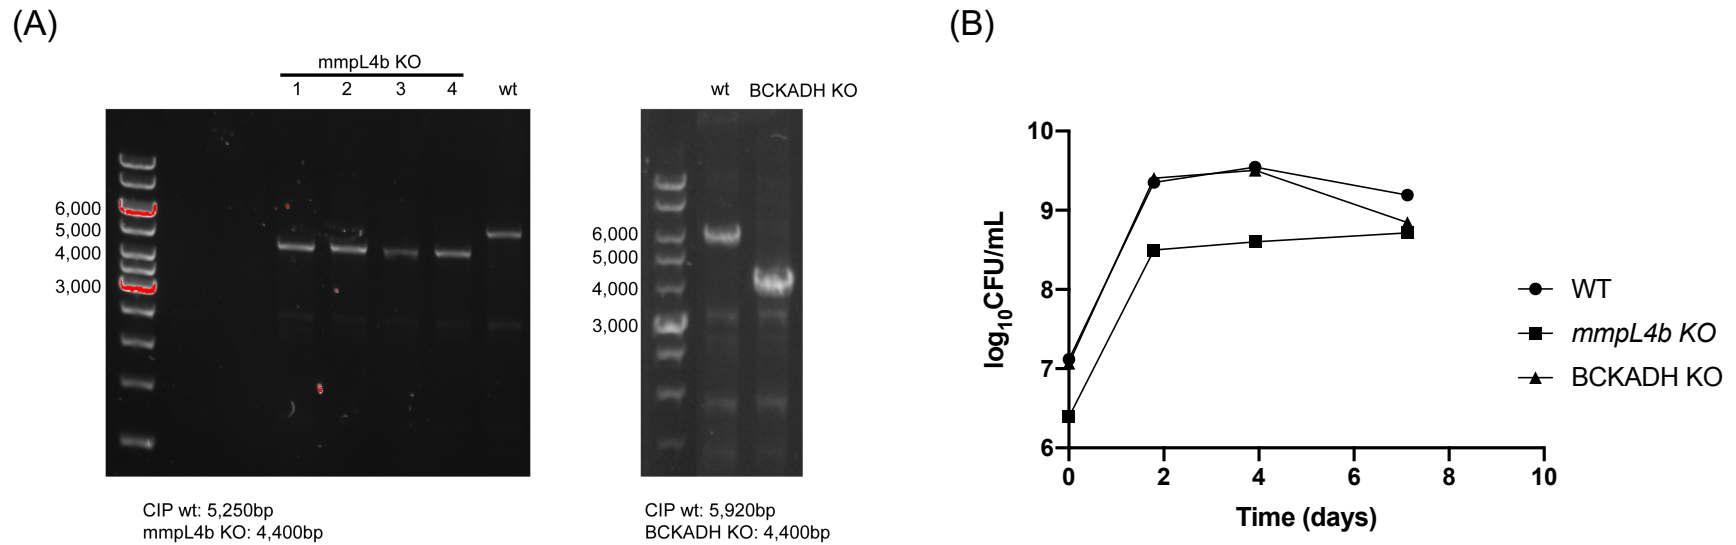 (A)
mmpL4b KO
1 2 3 4 wt
6,000
5,000
4,000
3,000
CIP wt: 5,250bp
mmpL4b KO: 4,400bp
wt BCKADH KO
6,000
5,000
4,000
3,000
CIP wt: 5,920bp
BCKADH KO: 4,400bp
(B)
log10CFU/mL
10
9
8
7
6
0 2 4 6 8 10
Time (days)
WT
mmpL4b KO
BCKADH KO